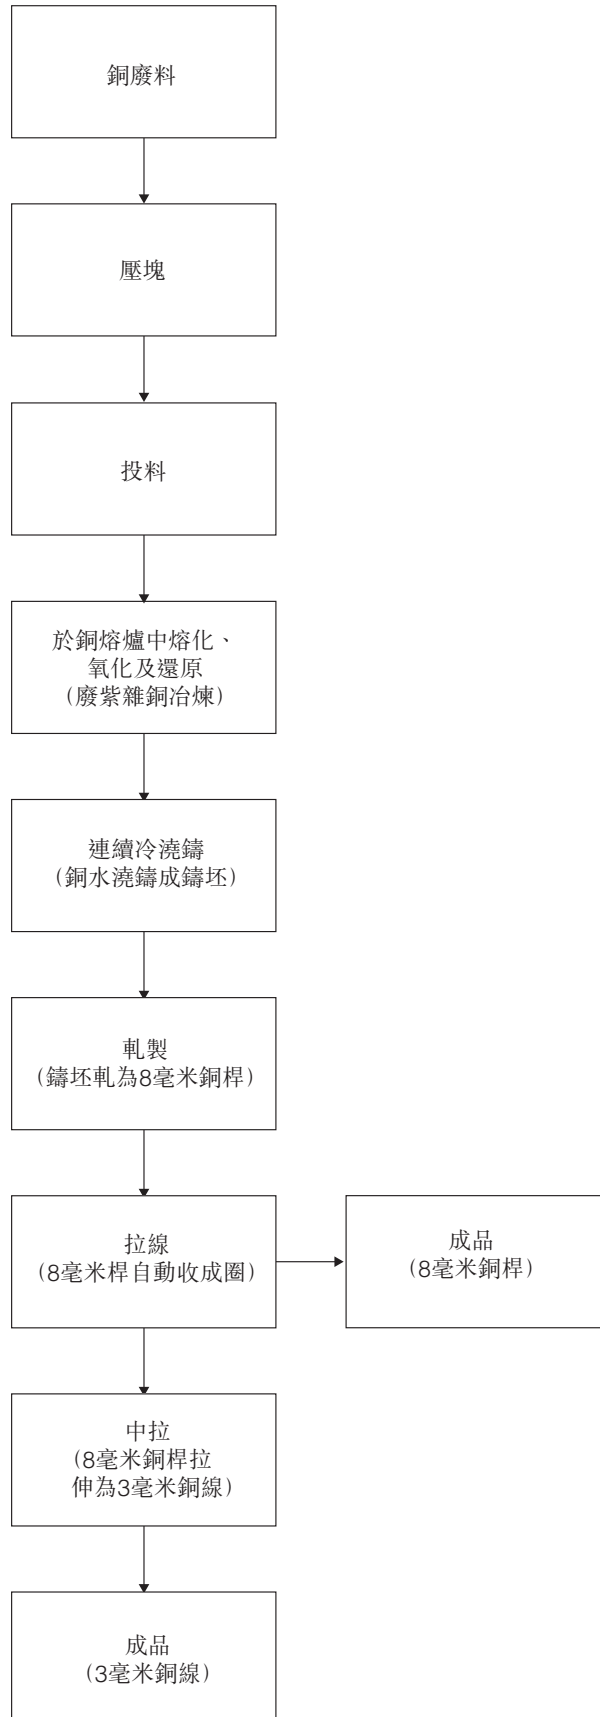 銅廢料
壓塊
投料
於銅熔爐中熔化、
氧化及還原
（廢紫雜銅冶煉）
連續冷澆鑄
（銅水澆鑄成鑄坯）
軋製
（鑄坯軋為8毫米銅桿）
拉線
（8毫米桿自動收成圈）
成品
（8毫米銅桿）
中拉
（8毫米銅桿拉
伸為3毫米銅線）
成品
（3毫米銅線）